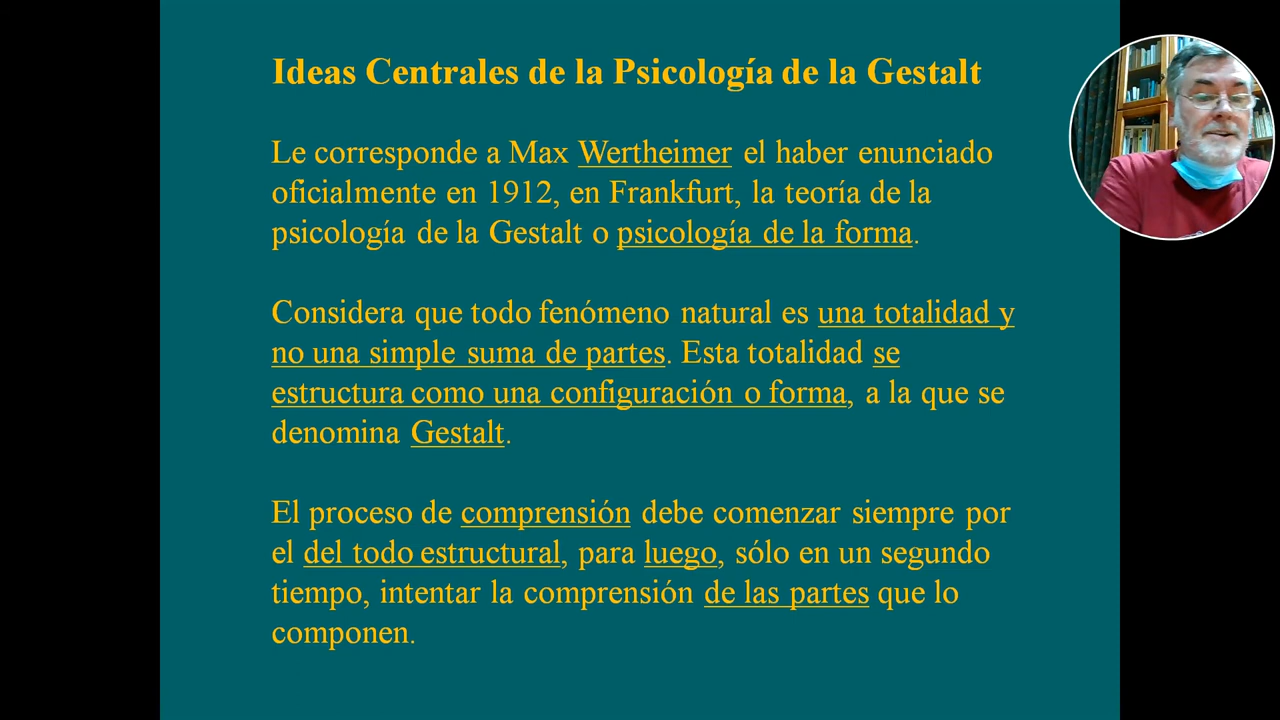 Ideas Centrales de la Psicología de la Gestalt
Le corresponde a Max Wertheimer el haber enunciado
oficialmente en 1912, en Frankfurt, la teoría de la
psicología de la Gestalt o psicología de la forma.
Considera que todo fenómeno natural es una totalidad y
no una simple suma de partes. Esta totalidad se
estructura como una configuración o forma, a la que se
denomina Gestalt.
El proceso de comprensión debe comenzar siempre por
el del todo estructural, para luego, sólo en un segundo
tiempo, intentar la comprensión de las partes que lo
componen.